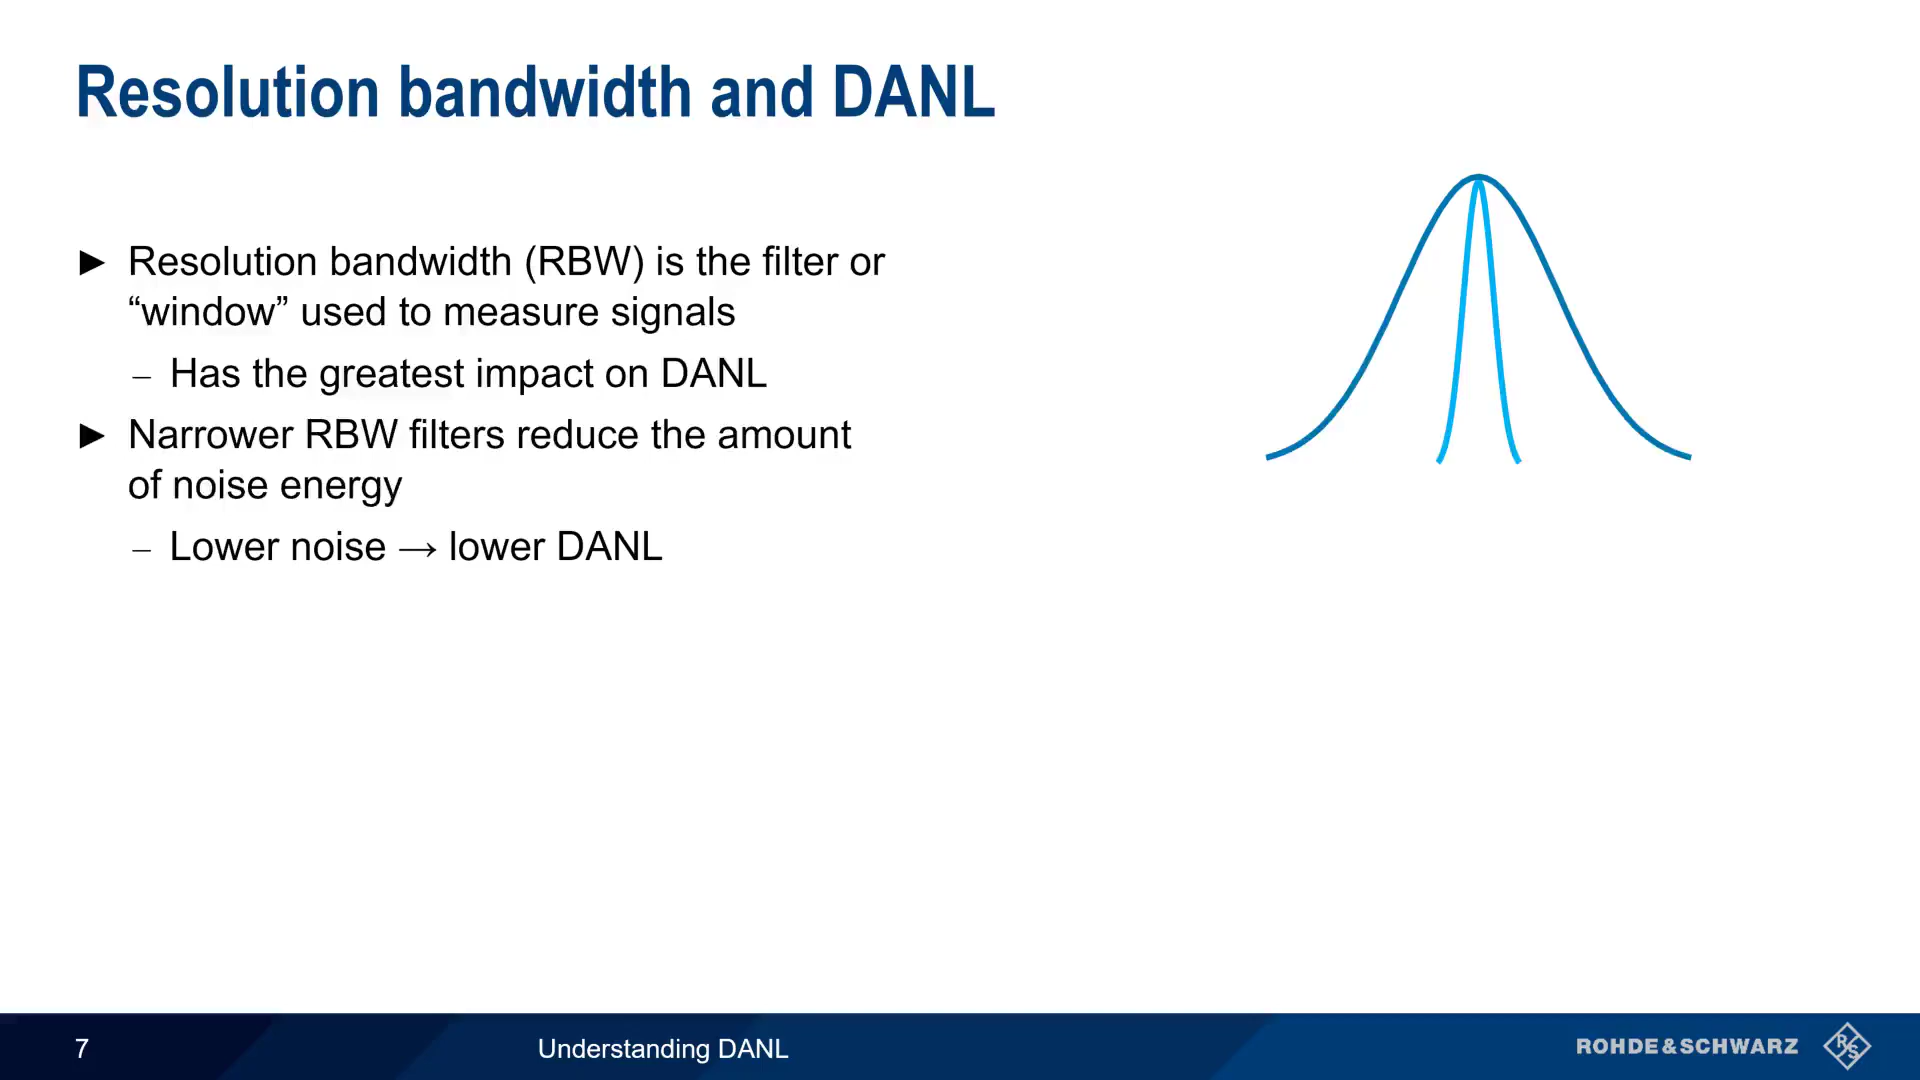 Resolution bandwidth and DANL
► Resolution bandwidth (RBW) is the filter or
“window” used to measure signals
– Has the greatest impact on DANL
► Narrower RBW filters reduce the amount
of noise energy
– Lower noise → lower DANL
7
Understanding DANL
ROHDE & SCHWARZ
R S